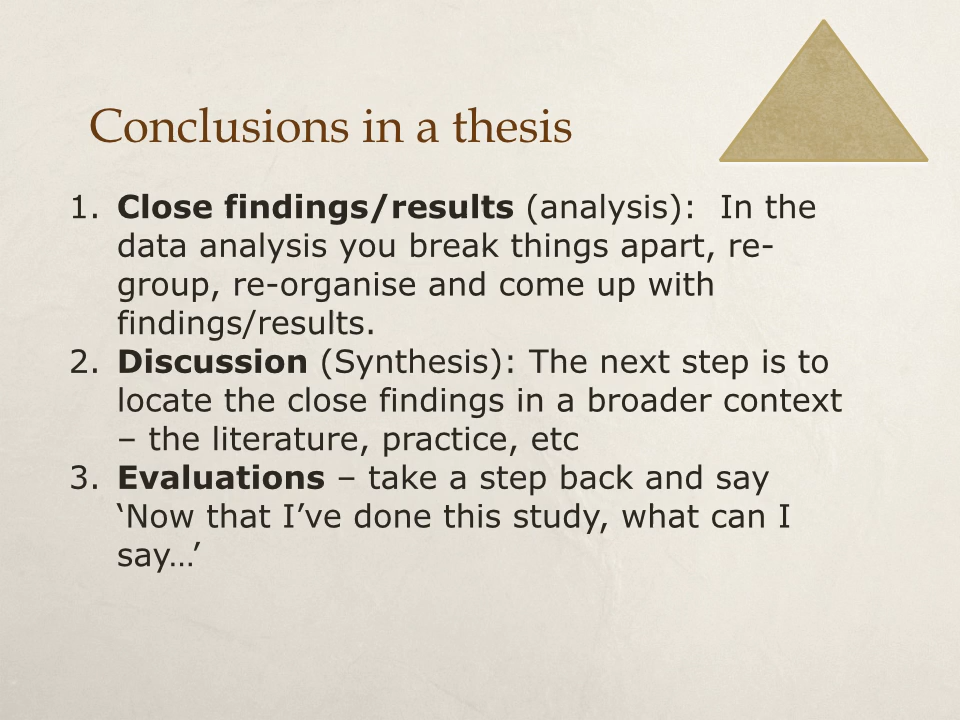 Conclusions in a thesis
1. Close findings/results (analysis):  In the
data analysis you break things apart, re-
group, re-organise and come up with
findings/results.
2. Discussion (Synthesis): The next step is to
locate the close findings in a broader context
– the literature, practice, etc
3. Evaluations – take a step back and say
‘Now that I’ve done this study, what can I
say…’